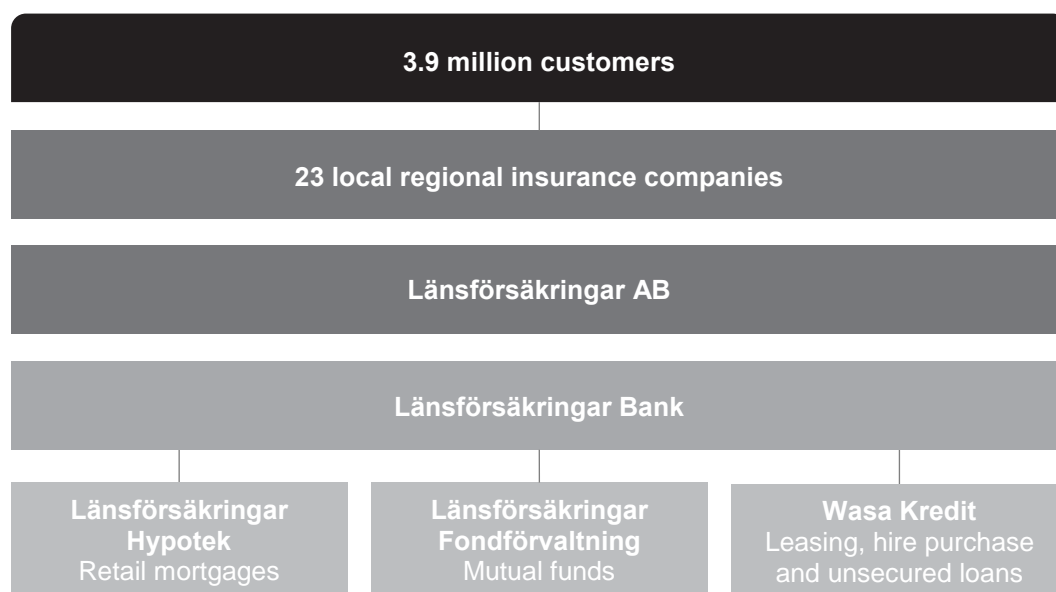 3.9 million customers
23 local regional insurance companies
Länsförsäkringar AB
Länsförsäkringar Bank
Länsförsäkringar
Hypotek
Retail mortgages
Länsförsäkringar
Fondförvaltning
Mutual funds
Wasa Kredit
Leasing, hire purchase
and unsecured loans